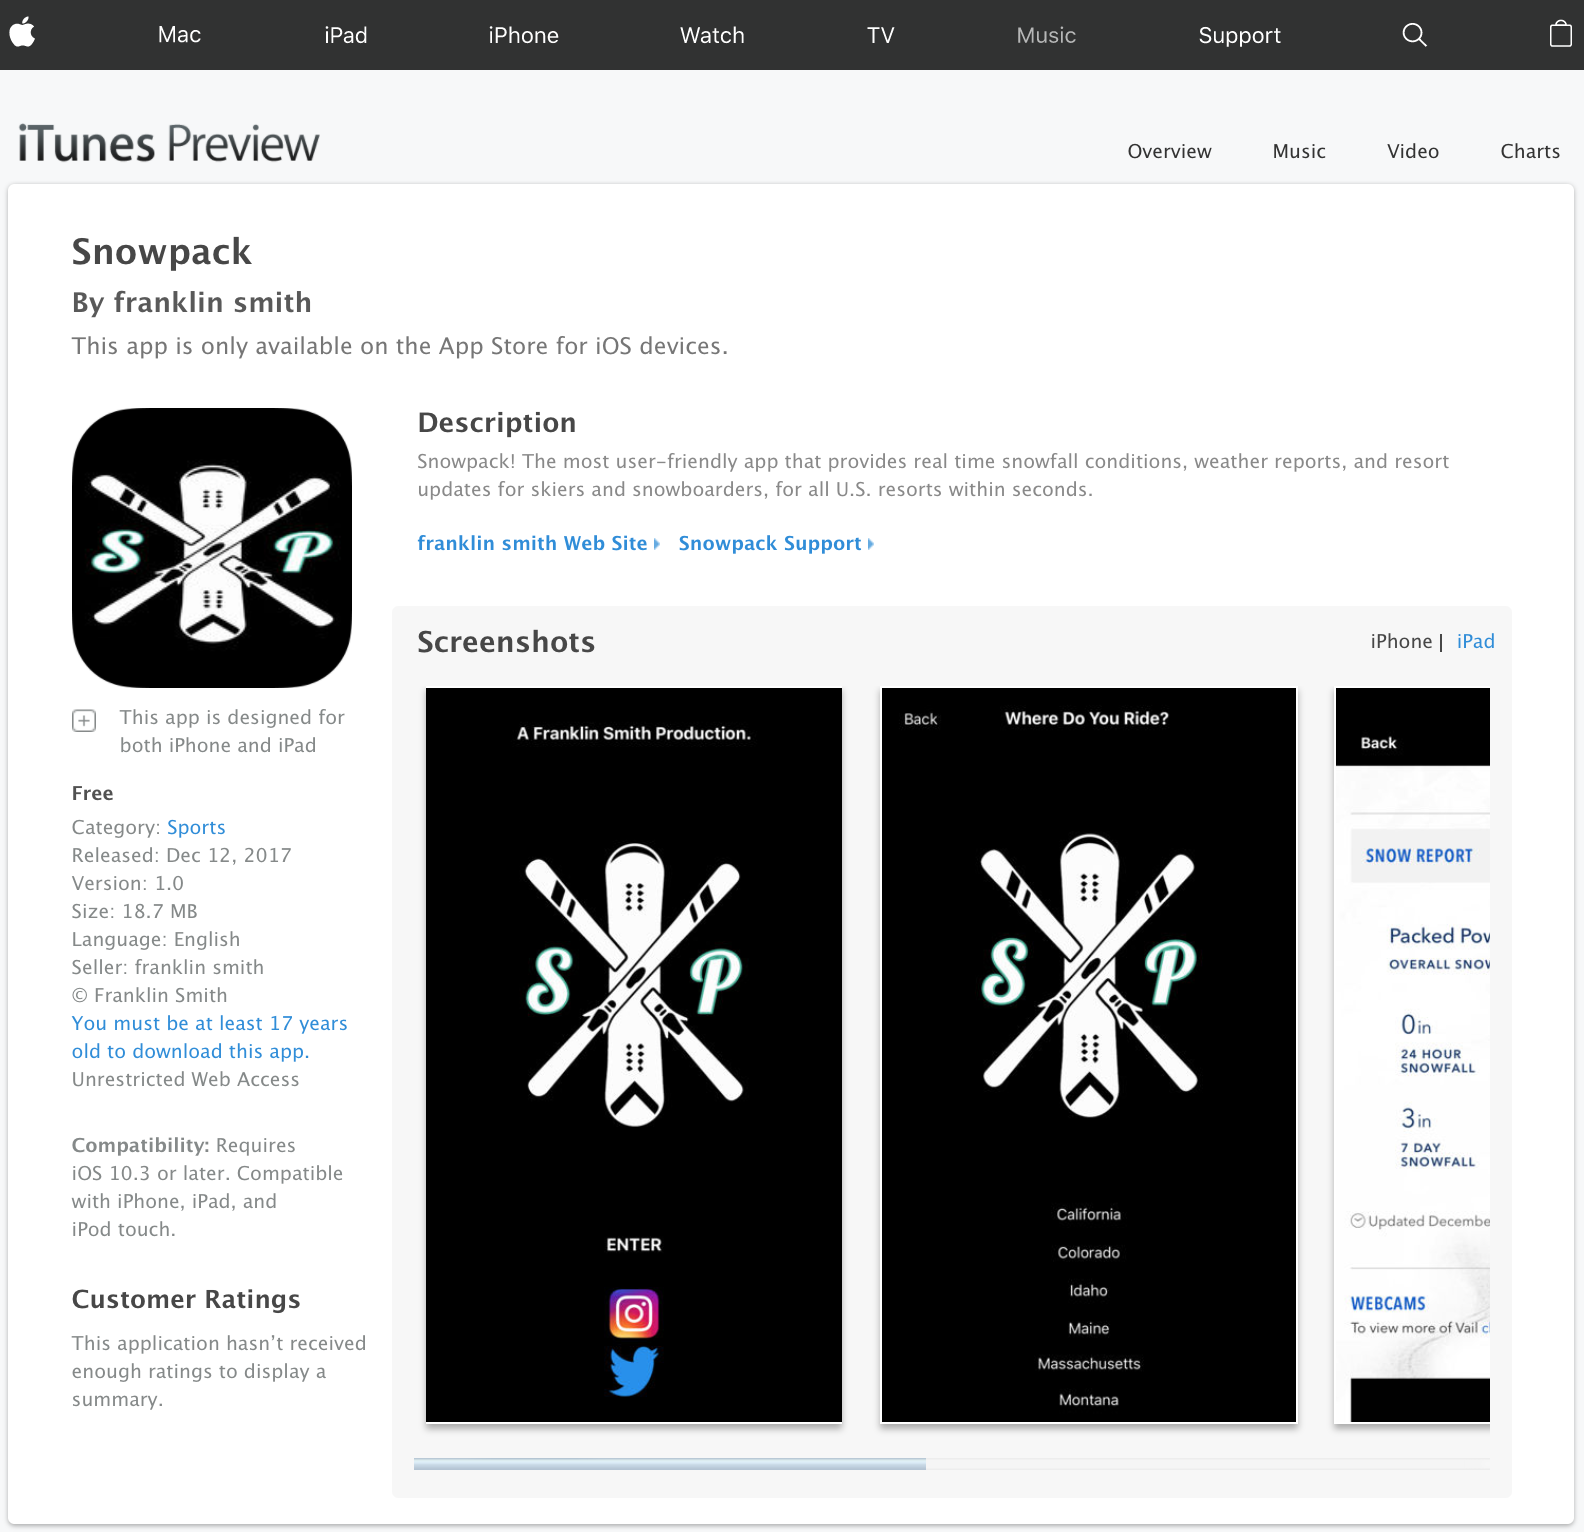 Mac iPad iPhone Watch TV Music Support
iTunes Preview
Overview Music Video Charts
Snowpack
By franklin smith
This app is only available on the App Store for iOS devices.
S P
This app is designed for
both iPhone and iPad
Free
Category: Sports
Released: Dec 12, 2017
Version: 1.0
Size: 18.7 MB
Language: English
Seller: franklin smith
© Franklin Smith
You must be at least 17 years
old to download this app.
Unrestricted Web Access
Compatibility: Requires
iOS 10.3 or later. Compatible
with iPhone, iPad, and
iPod touch.
Customer Ratings
This application hasn’t received
enough ratings to display a
summary.
Description
Snowpack! The most user-friendly app that provides real time snowfall conditions, weather reports, and resort
updates for skiers and snowboarders, for all U.S. resorts within seconds.
franklin smith Web Site Snowpack Support
Screenshots
iPhone | iPad
A Franklin Smith Production.
S P
ENTER
Back Where Do You Ride?
S P
California
Colorado
Idaho
Maine
Massachusetts
Montana
Back
SNOW REPORT
Packed Pow
OVERALL SNOW
0in
24 HOUR
SNOWFALL
3in
7 DAY
SNOWFALL
Updated Decembe
WEBCAMS
To view more of Vail cl